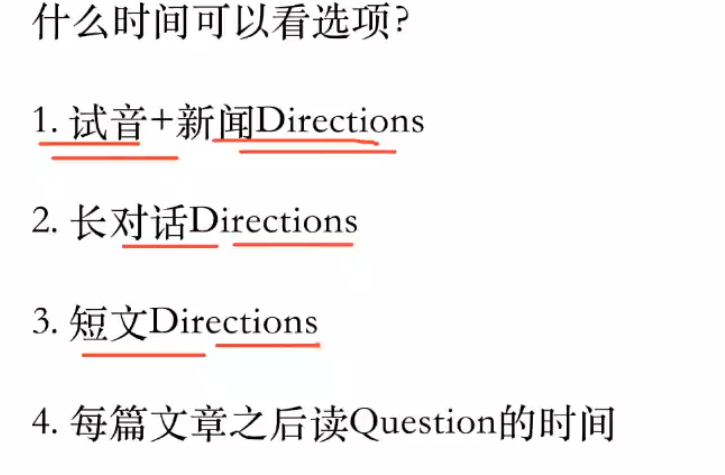 什么时间可以看选项?
1. 试音+新闻Directions
2. 长对话Directions
3. 短文Directions
4. 每篇文章之后读Question的时间